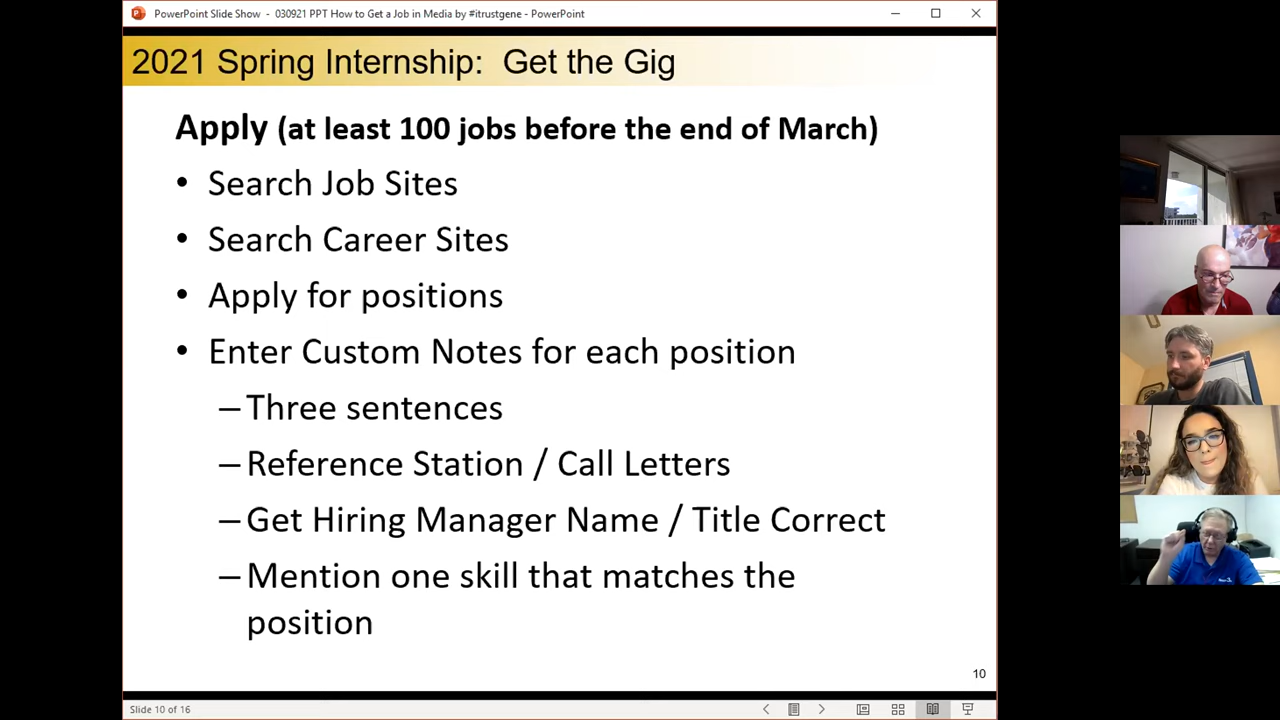 PowerPoint Slide Show - 030921 PPT How to Get a Job in Media by #itrustgene - PowerPoint
2021 Spring Internship: Get the Gig
Apply (at least 100 jobs before the end of March)
• Search Job Sites
• Search Career Sites
• Apply for positions
• Enter Custom Notes for each position
–Three sentences
–Reference Station / Call Letters
–Get Hiring Manager Name / Title Correct
–Mention one skill that matches the
position
10
Slide 10 of 16